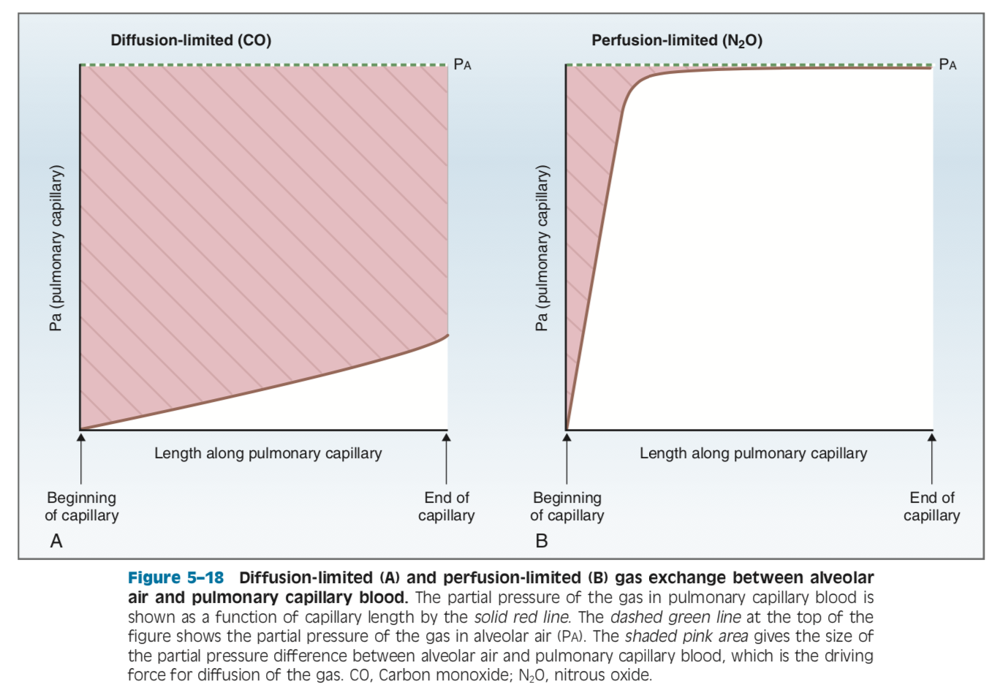 Diffusion-limited (CO)
PA
Pa (pulmonary capillary)
Length along pulmonary capillary
Beginning
of capillary
End of
capillary
A
Perfusion-limited (N₂O)
PA
Pa (pulmonary capillary)
Length along pulmonary capillary
Beginning
of capillary
End of
capillary
B
Figure 5–18 Diffusion-limited (A) and perfusion-limited (B) gas exchange between alveolar
air and pulmonary capillary blood. The partial pressure of the gas in pulmonary capillary blood is
shown as a function of capillary length by the solid red line. The dashed green line at the top of the
figure shows the partial pressure of the gas in alveolar air (PA). The shaded pink area gives the size of
the partial pressure difference between alveolar air and pulmonary capillary blood, which is the driving
force for diffusion of the gas. CO, Carbon monoxide; N₂O, nitrous oxide.